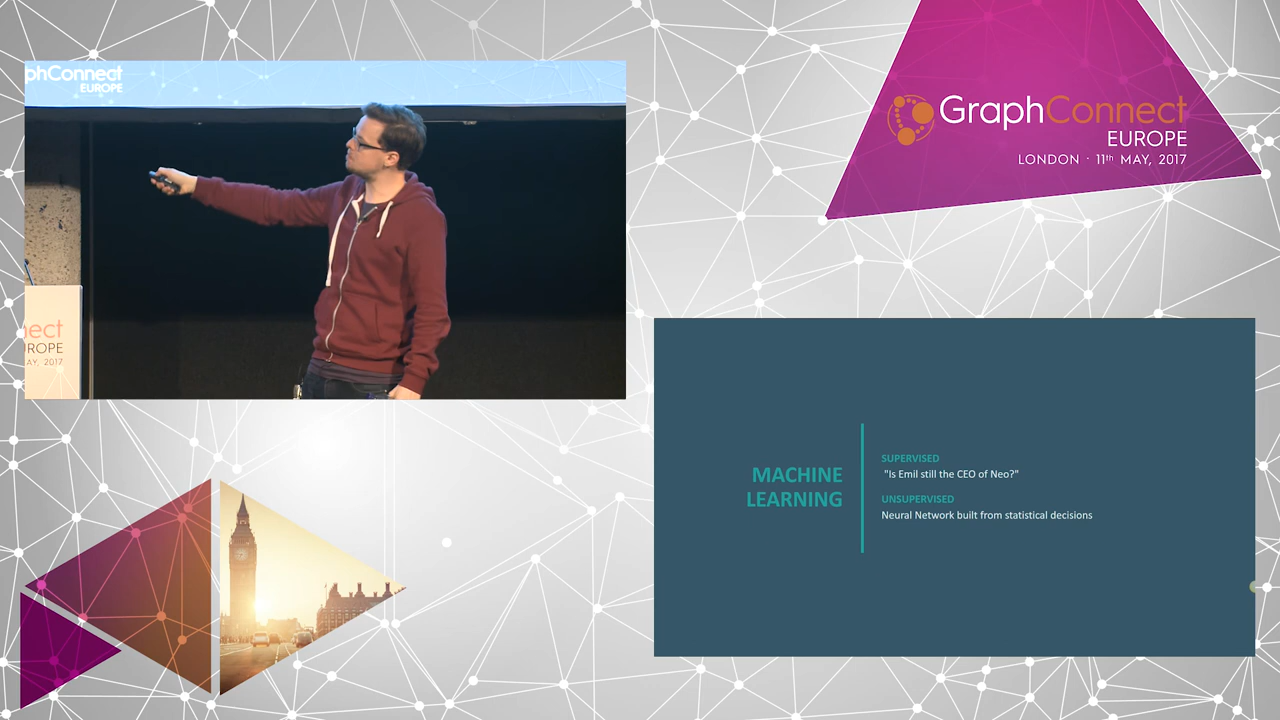 phConnect
EUROPE
nect
ROPE
AY, 2017
GraphConnect
EUROPE
LONDON · 11th MAY, 2017
MACHINE
LEARNING
SUPERVISED
"Is Emil still the CEO of Neo?"
UNSUPERVISED
Neural Network built from statistical decisions